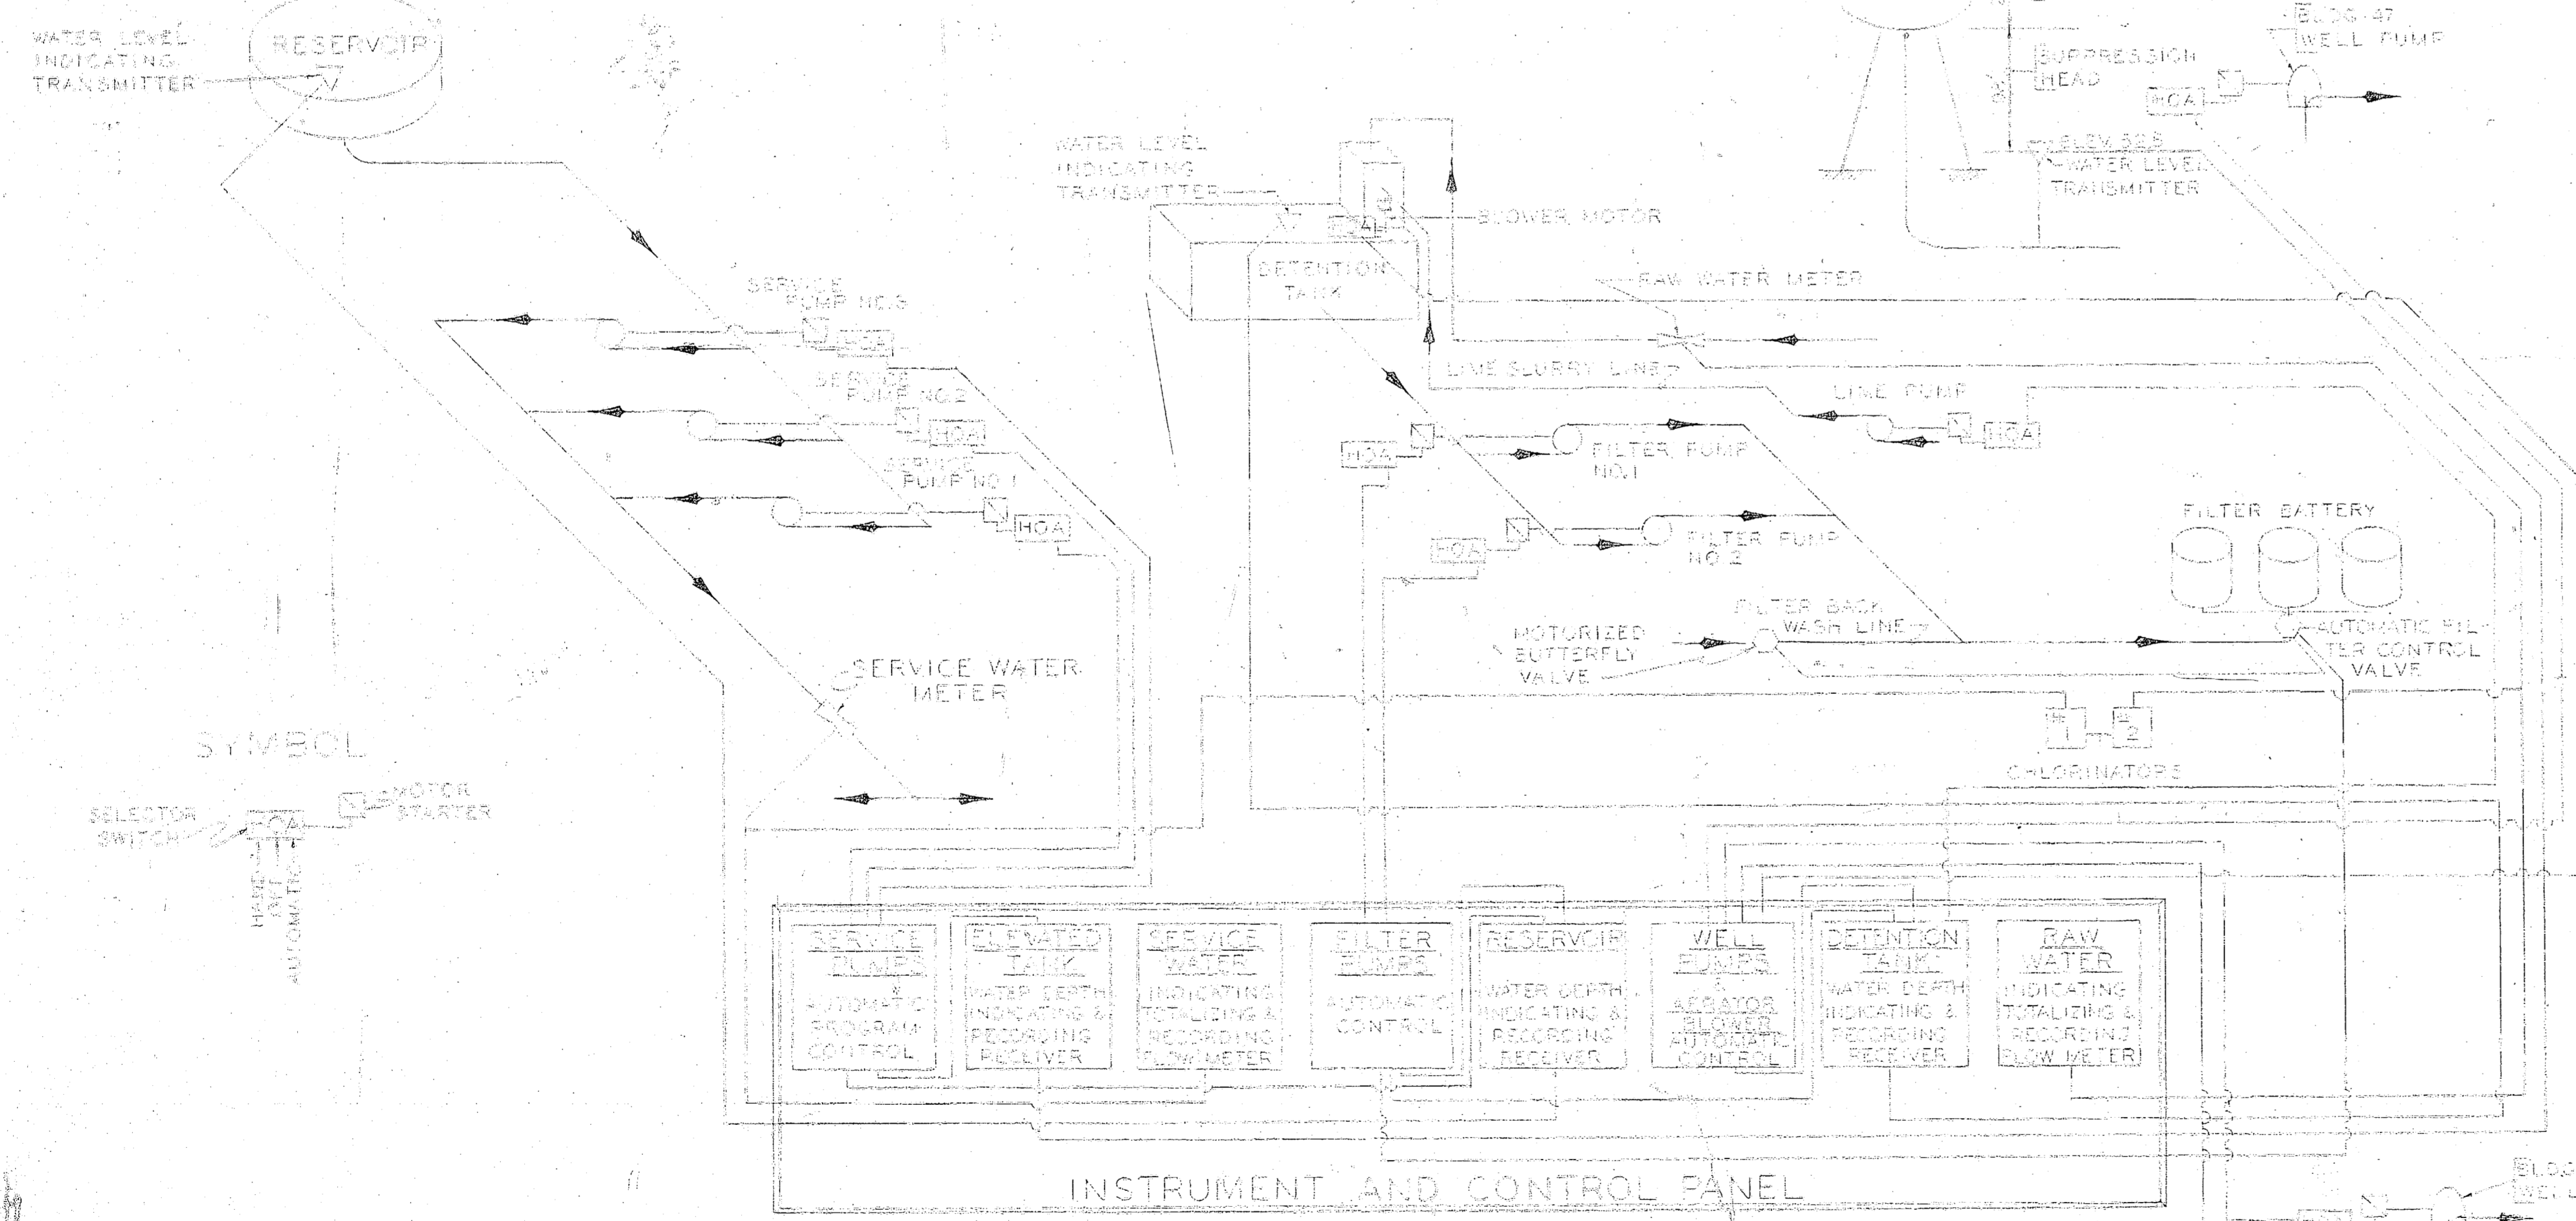 WATER LEVEL
INDICATING
TRANSMITTER
RESERVOIR
SUPPRESSION
HEAD
BLDG-47
WELL PUMP
HOA
ELEV. 52.8
WATER LEVEL
TRANSMITTER
WATER LEVEL
INDICATING
TRANSMITTER
BLOWER MOTOR
DETENTION
TANK
RAW WATER METER
SERVICE
PUMP NO.3
HOA
SERVICE
PUMP NO.2
HOA
SERVICE
PUMP NO.1
HOA
LIME SLURRY LINE
LIME PUMP
HOA
HOA
FILTER PUMP
NO.1
HOA
FILTER PUMP
NO.2
FILTER BATTERY
FILTER BACK
WASH LINE
MOTORIZED
BUTTERFLY
VALVE
AUTOMATIC FIL-
TER CONTROL
VALVE
SERVICE WATER
METER
#
1
#
2
CHLORINATORS
SYMBOL
SELECTOR
SWITCH
HOA
MOTOR
STARTER
HAND
OFF
AUTOMATIC
SERVICE
PUMPS
&
AUTOMATIC
PROGRAM
CONTROL
ELEVATED
TANK
WATER DEPTH
INDICATING &
RECORDING
RECEIVER
SERVICE
WATER
INDICATING
TOTALIZING &
RECORDING
FLOW METER
FILTER
PUMPS
AUTOMATIC
CONTROL
RESERVOIR
WATER DEPTH
INDICATING &
RECORDING
RECEIVER
WELL
PUMPS
&
AERATOR
BLOWER
AUTOMATIC
CONTROL
DETENTION
TANK
WATER DEPTH
INDICATING &
RECORDING
RECEIVER
RAW
WATER
INDICATING
TOTALIZING &
RECORDING
FLOW METER
INSTRUMENT AND CONTROL PANEL
BLDG
WELL